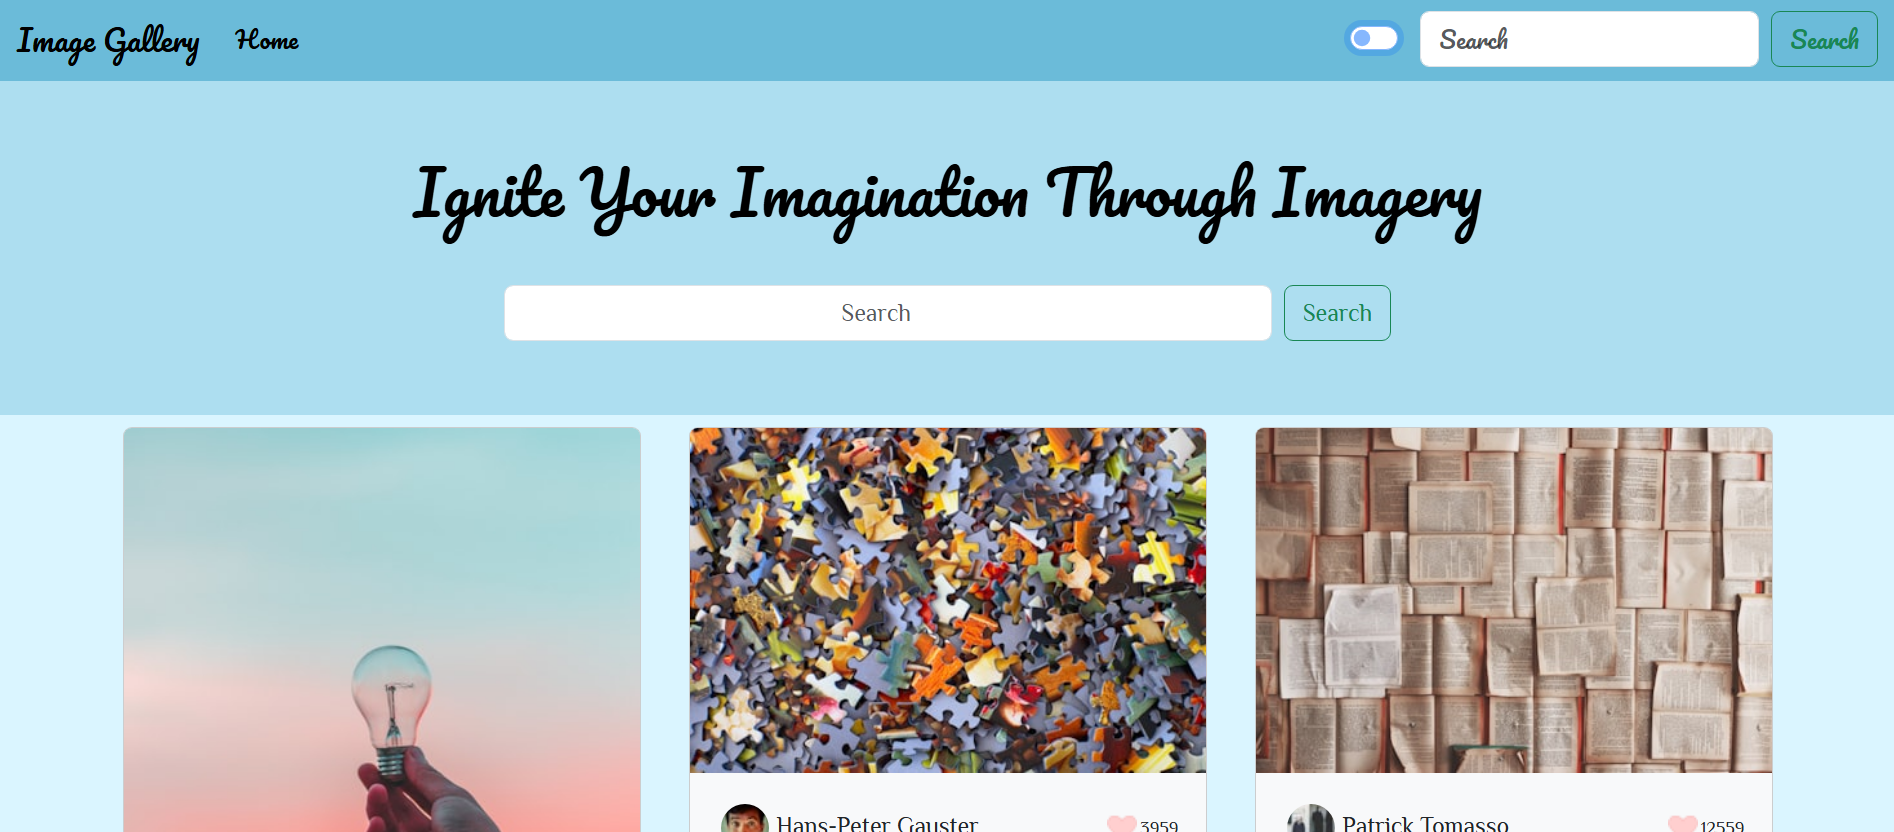 Image Gallery Home Search Search
Ignite Your Imagination Through Imagery
Search Search
Hans-Peter Gauster 3959
Patrick Tomasso 12559